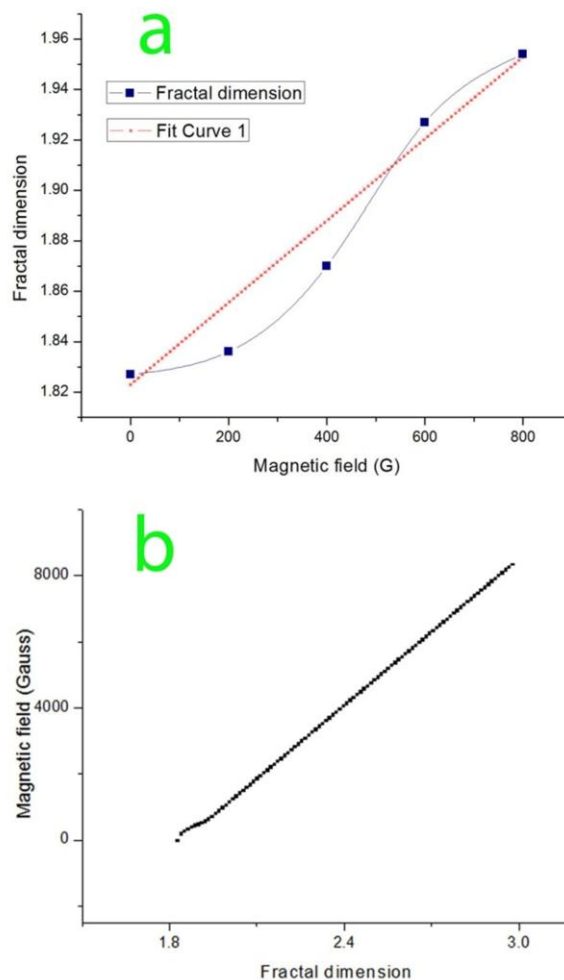 a
1.96
1.94
1.92
1.90
1.88
1.86
1.84
1.82
Fractal dimension
Fractal dimension
Fit Curve 1
0 200 400 600 800
Magnetic field (G)
b
8000
4000
0
Magnetic field (Gauss)
1.8 2.4 3.0
Fractal dimension